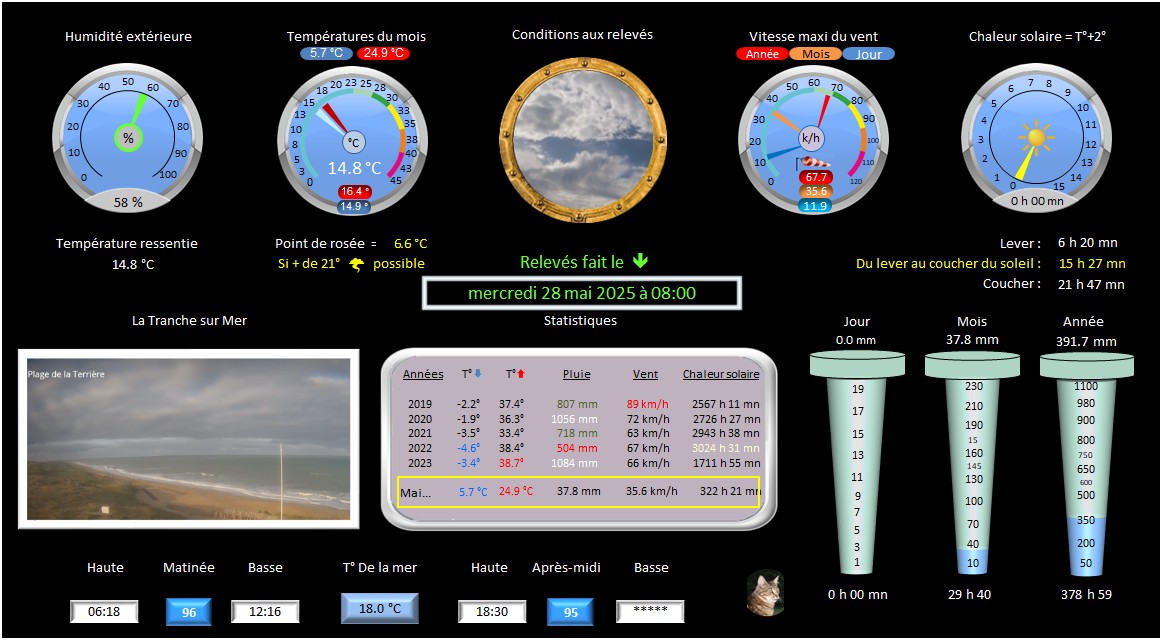 Humidité extérieure
Températures du mois
Conditions aux relevés
Vitesse maxi du vent
Chaleur solaire = T°+2°
5.7 °C 24.9 °C
Année Mois Jour
0 10 20 30 40 50 60 70 80 90 100
%
58 %
0 3 5 8 10 13 15 18 20 23 25 28 30 33 35 38 40 43 45
°C
14.8 °C
16.4 °
14.9 °
0 10 20 30 40 50 60 70 80 90 100 110 120
k/h
67.7
35.6
11.9
0 1 2 3 4 5 6 7 8 9 10 11 12 13 14 15
0 h 00 mn
Température ressentie
14.8 °C
Point de rosée = 6.6 °C
Si + de 21° possible
Relevés fait le
mercredi 28 mai 2025 à 08:00
Lever : 6 h 20 mn
Du lever au coucher du soleil : 15 h 27 mn
Coucher : 21 h 47 mn
La Tranche sur Mer
Plage de la Terrière
Statistiques
Années T° T° Pluie Vent Chaleur solaire
2019 -2.2° 37.4° 807 mm 89 km/h 2567 h 11 mn
2020 -1.9° 36.3° 1056 mm 72 km/h 2726 h 27 mn
2021 -3.5° 33.4° 718 mm 63 km/h 2943 h 38 mn
2022 -4.6° 38.4° 504 mm 67 km/h 3024 h 31 mn
2023 -3.4° 38.7° 1084 mm 66 km/h 1711 h 55 mn
Mai... 5.7 °C 24.9 °C 37.8 mm 35.6 km/h 322 h 21 mn
Jour
0.0 mm
19
17
15
13
11
9
7
5
3
1
0 h 00 mn
Mois
37.8 mm
230
210
190
15
160
145
130
100
70
40
10
29 h 40
Année
391.7 mm
1100
980
900
800
750
650
600
500
350
200
50
378 h 59
Haute Matinée Basse T° De la mer Haute Après-midi Basse
06:18 96 12:16 18.0 °C 18:30 95 *****